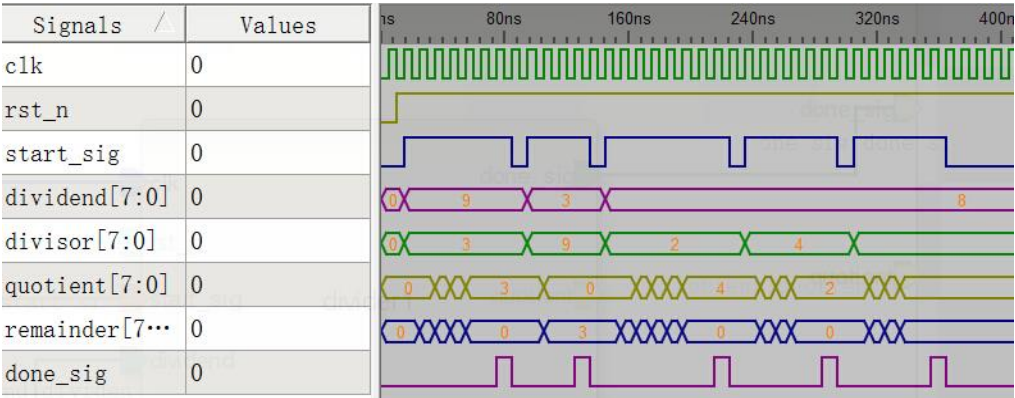 Signals Values ns 80ns 160ns 240ns 320ns 400n
clk 0
rst_n 0
start_sig 0
dividend[7:0] 0 0 9 3 8
divisor[7:0] 0 0 3 9 2 4
quotient[7:0] 0 0 3 0 4 2
remainder[7··· 0 0 0 3 0 0
done_sig 0